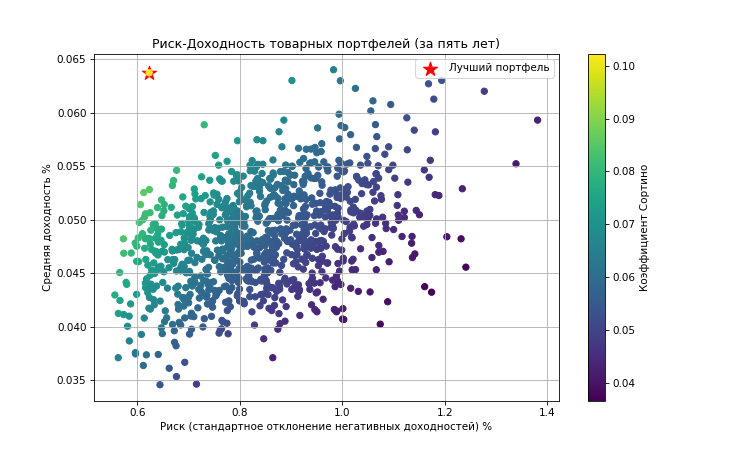 Риск-Доходность товарных портфелей (за пять лет)
Лучший портфель
Средняя доходность %
0.065
0.060
0.055
0.050
0.045
0.040
0.035
0.6 0.8 1.0 1.2 1.4
Риск (стандартное отклонение негативных доходностей) %
0.10
0.09
0.08
0.07
0.06
0.05
0.04
Коэффициент Сортино